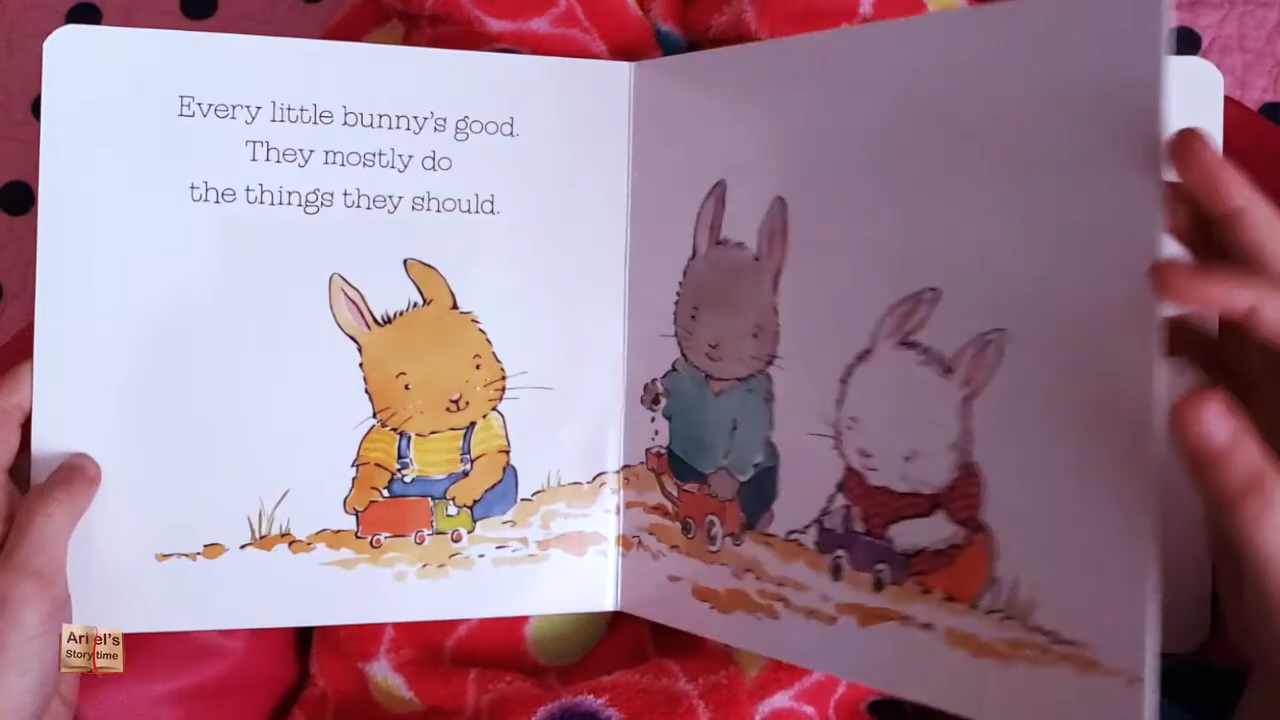 Every little bunny's good.
They mostly do
the things they should.
Ariel's
Story time